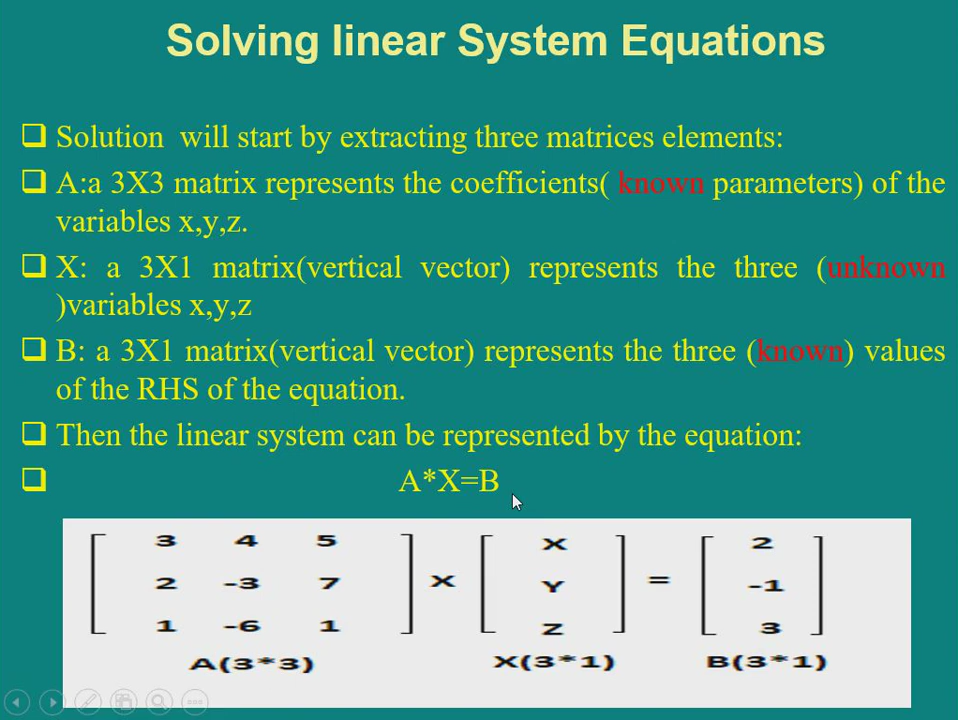 Solving linear System Equations
Solution will start by extracting three matrices elements:
A:a 3X3 matrix represents the coefficients( known parameters) of the
variables x,y,z.
X: a 3X1 matrix(vertical vector) represents the three (unknown
)variables x,y,z
B: a 3X1 matrix(vertical vector) represents the three (known) values
of the RHS of the equation.
Then the linear system can be represented by the equation:
A*X=B
3 4 5 X 2
2 -3 7 x Y = -1
1 -6 1 Z 3
A(3*3) X(3*1) B(3*1)